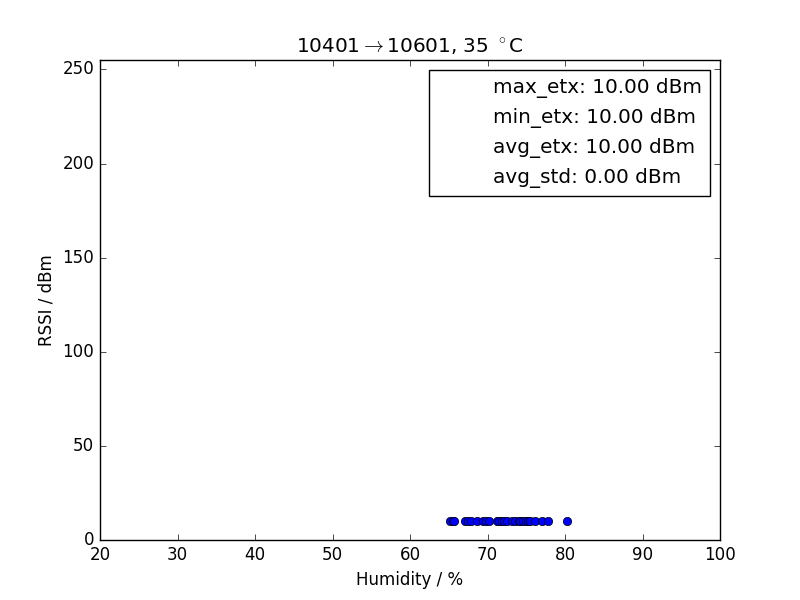 10401→10601, 35 °C
max_etx: 10.00 dBm
min_etx: 10.00 dBm
avg_etx: 10.00 dBm
avg_std: 0.00 dBm
250
200
150
100
50
0
RSSI / dBm
20 30 40 50 60 70 80 90 100
Humidity / %